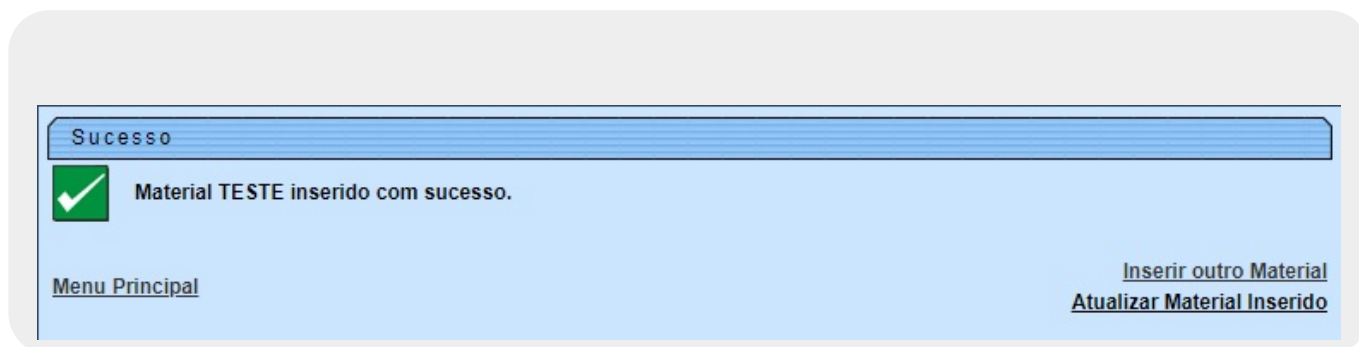 Sucesso
Material TESTE inserido com sucesso.
Inserir outro Material
Menu Principal
Atualizar Material Inserido